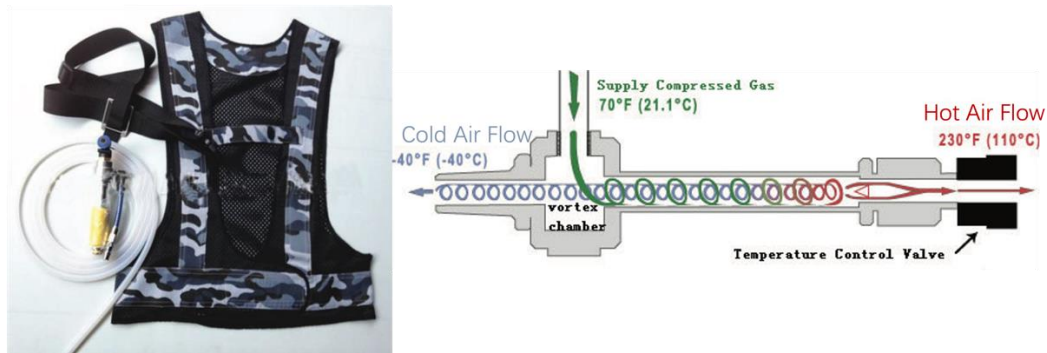 Supply Compressed Gas
70°F (21.1°C)
Hot Air Flow
230°F (110°C)
Cold Air Flow
-40°F (-40°C)
vortex
chamber
Temperature Control Valve